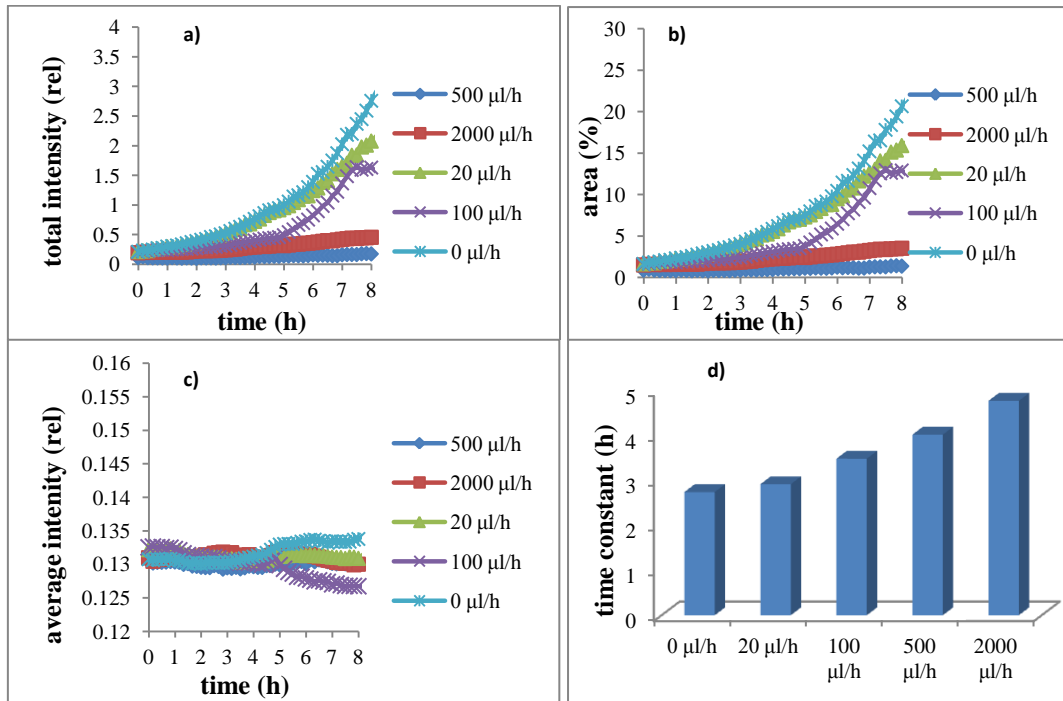 a)
total intensity (rel)
4
3.5
3
2.5
2
1.5
1
0.5
0
0 1 2 3 4 5 6 7 8
time (h)
500 µl/h
2000 µl/h
20 µl/h
100 µl/h
0 µl/h
b)
area (%)
30
25
20
15
10
5
0
0 1 2 3 4 5 6 7 8
time (h)
500 µl/h
2000 µl/h
20 µl/h
100 µl/h
0 µl/h
c)
average intenity (rel)
0.16
0.155
0.15
0.145
0.14
0.135
0.13
0.125
0.12
0 1 2 3 4 5 6 7 8
time (h)
500 µl/h
2000 µl/h
20 µl/h
100 µl/h
0 µl/h
d)
time constant (h)
5
4
3
2
1
0
0 µl/h 20 µl/h 100 500 2000
µl/h µl/h µl/h